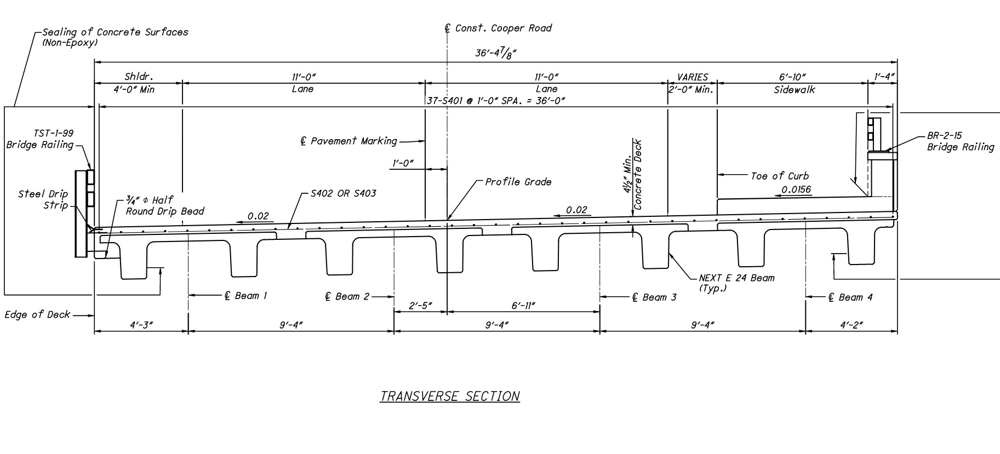 Sealing of Concrete Surfaces
(Non-Epoxy)
℄ Const. Cooper Road
36'-4⅞"
Shldr.
4'-0" Min
11'-0"
Lane
11'-0"
Lane
VARIES
2'-0" Min.
6'-10"
Sidewalk
1'-4"
37-S401 @ 1'-0" SPA. = 36'-0"
TST-1-99
Bridge Railing
℄ Pavement Marking
1'-0"
4½" Min.
Concrete Deck
BR-2-15
Bridge Railing
Toe of Curb
0.0156
Profile Grade
S402 OR S403
Steel Drip
Strip
¾" ϕ Half
Round Drip Bead
0.02
0.02
NEXT E 24 Beam
(Typ.)
℄ Beam 1
℄ Beam 2
℄ Beam 3
℄ Beam 4
2'-5"
6'-11"
Edge of Deck
4'-3"
9'-4"
9'-4"
9'-4"
4'-2"
TRANSVERSE SECTION